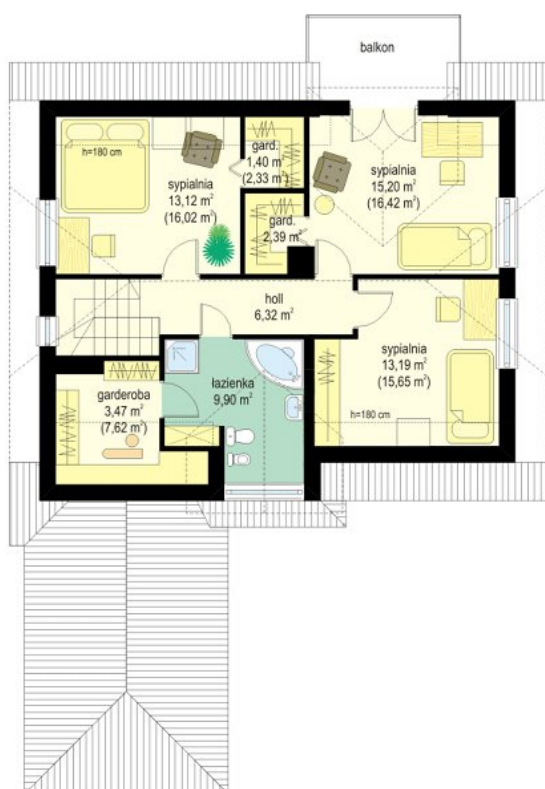 balkon
h=180 cm
sypialnia
13,12 m²
(16,02 m²)
gard.
1,40 m²
(2,33 m²)
sypialnia
15,20 m²
(16,42 m²)
gard.
2,39 m²
holl
6,32 m²
sypialnia
13,19 m²
(15,65 m²)
h=180 cm
łazienka
9,90 m²
garderoba
3,47 m²
(7,62 m²)